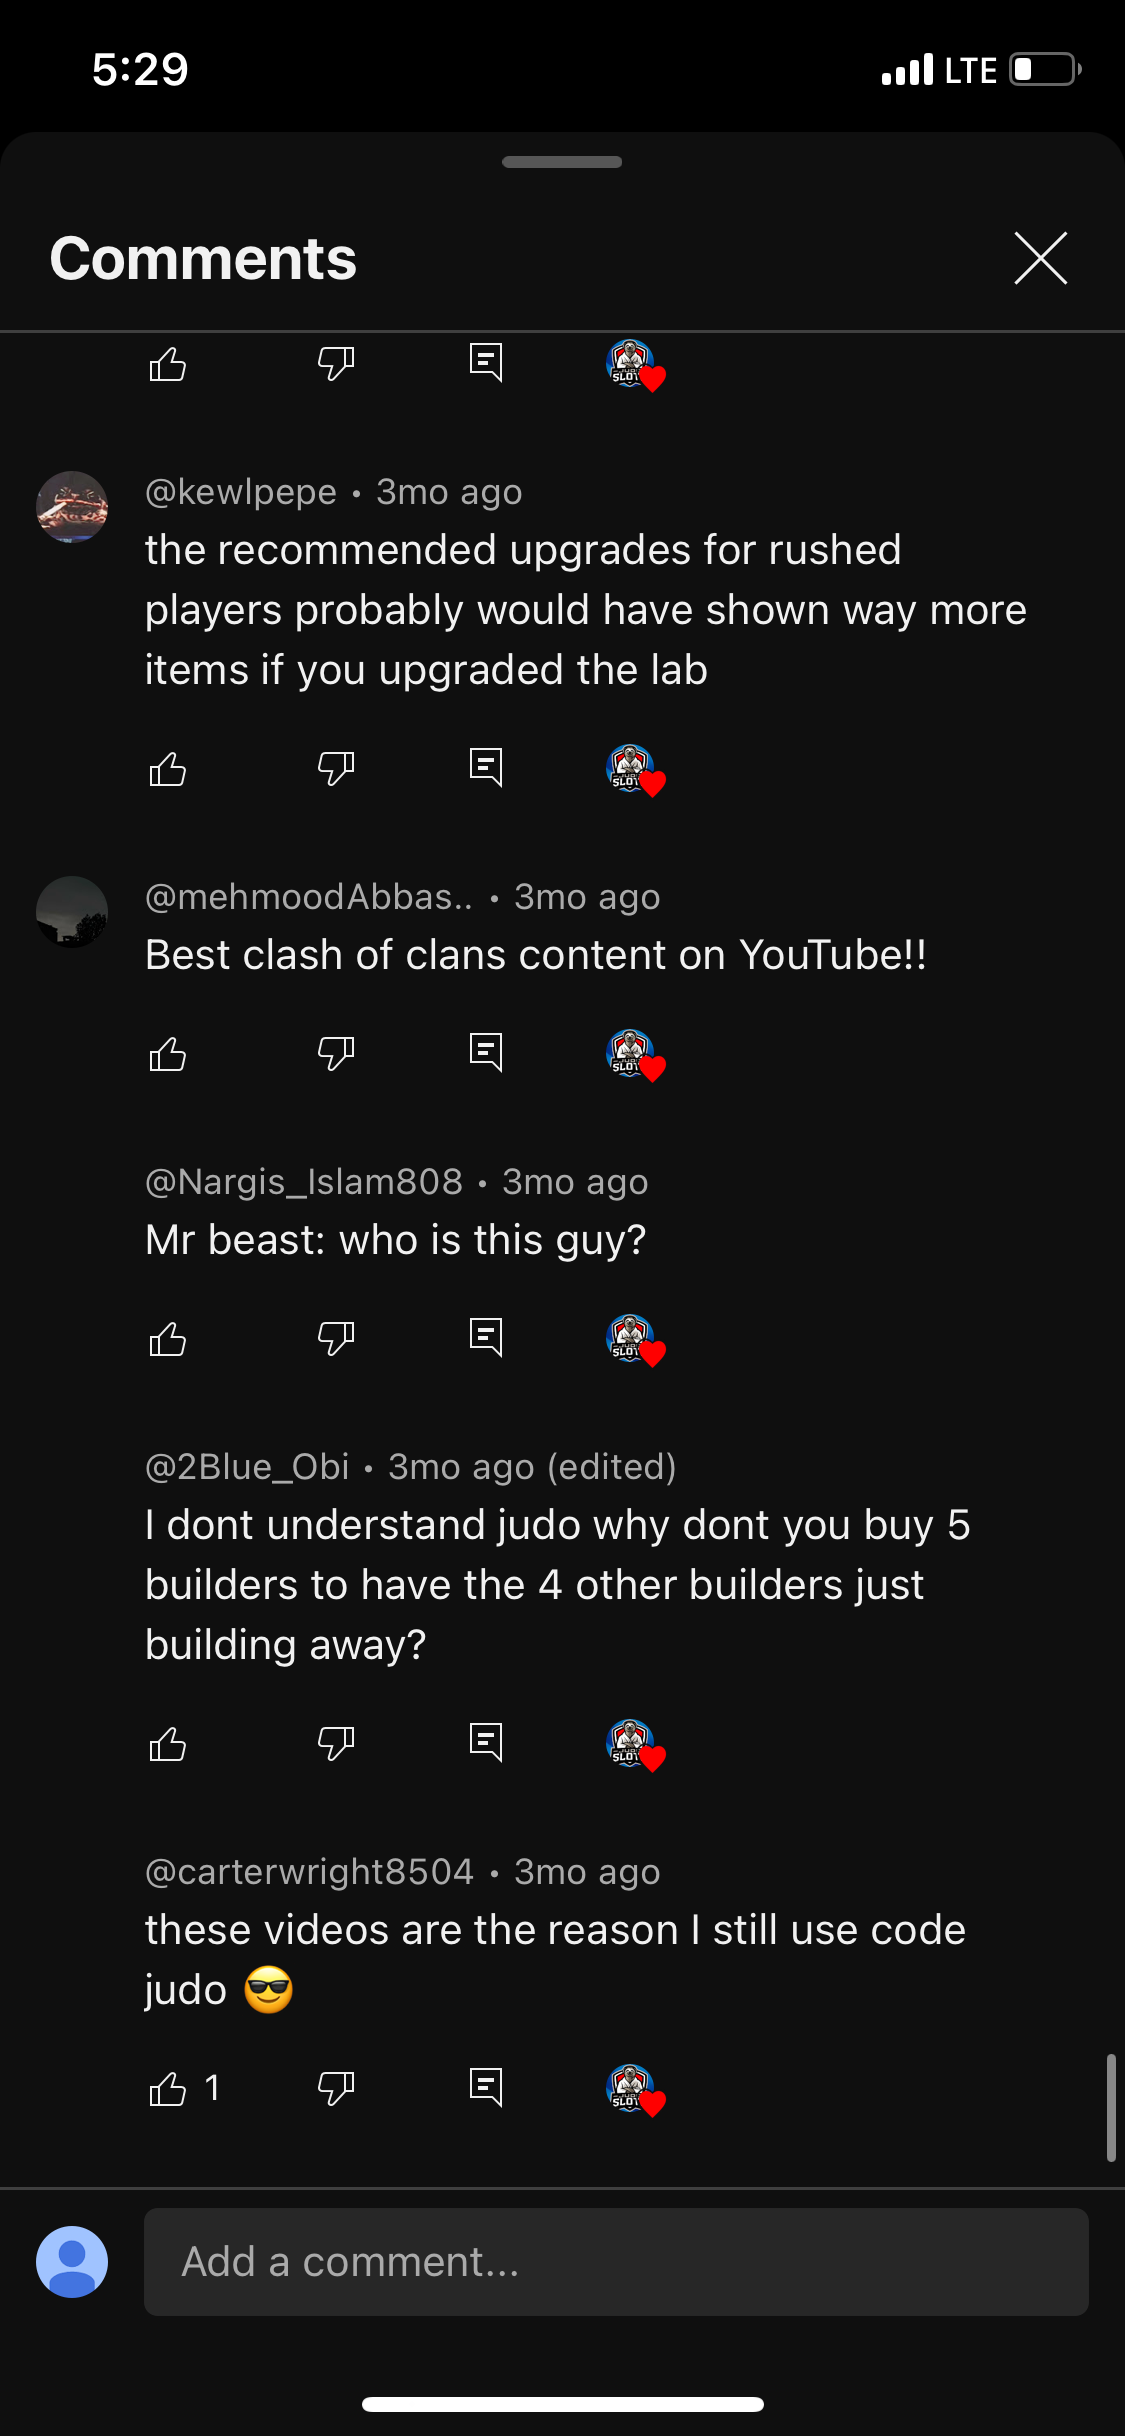 5:29
LTE
Comments
@kewlpepe • 3mo ago
the recommended upgrades for rushed
players probably would have shown way more
items if you upgraded the lab
@mehmoodAbbas.. • 3mo ago
Best clash of clans content on YouTube!!
@Nargis_Islam808 • 3mo ago
Mr beast: who is this guy?
@2Blue_Obi • 3mo ago (edited)
I dont understand judo why dont you buy 5
builders to have the 4 other builders just
building away?
@carterwright8504 • 3mo ago
these videos are the reason I still use code
judo 😎
1
Add a comment...